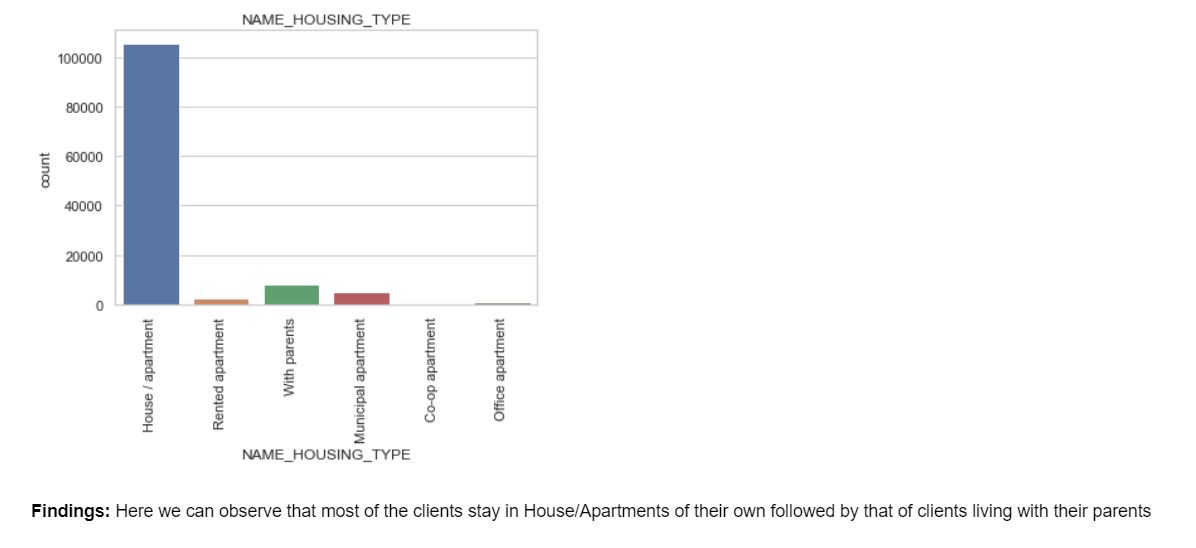 NAME_HOUSING_TYPE
100000
80000
60000
40000
20000
0
count
House / apartment
Rented apartment
With parents
Municipal apartment
Co-op apartment
Office apartment
NAME_HOUSING_TYPE
Findings: Here we can observe that most of the clients stay in House/Apartments of their own followed by that of clients living with their parents